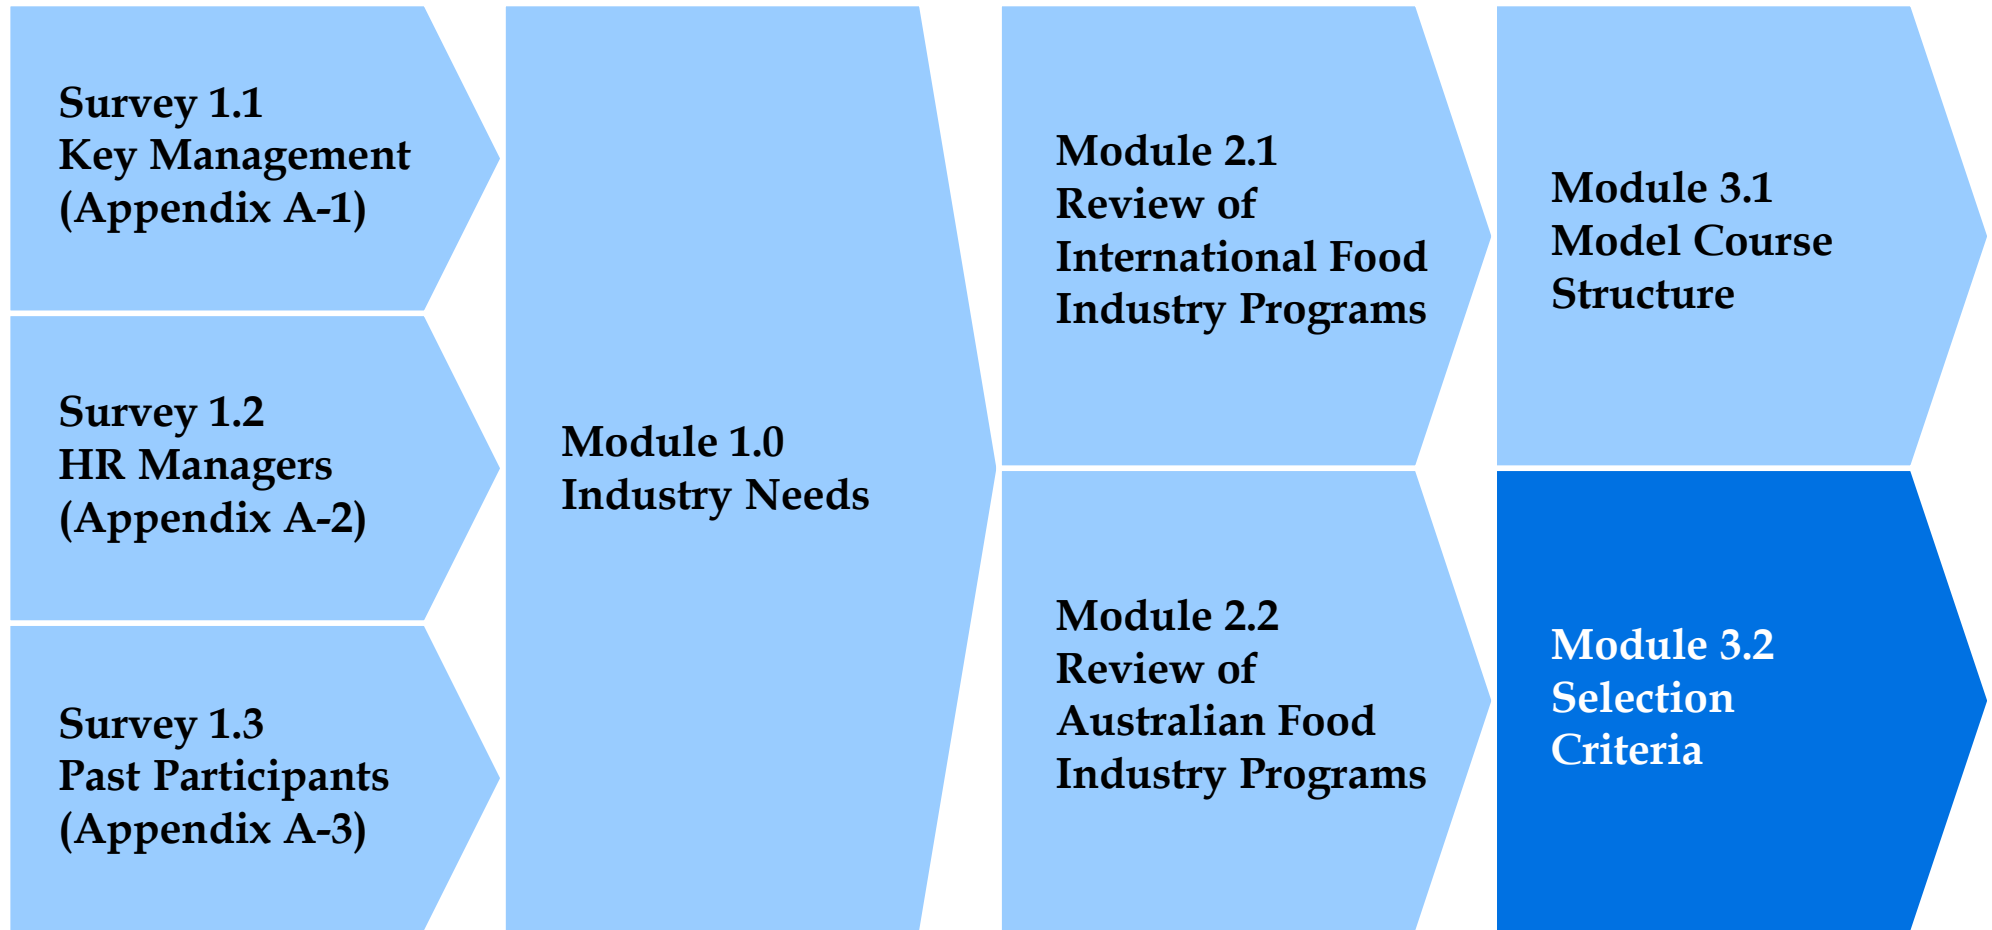 Survey 1.1
Key Management
(Appendix A-1)
Survey 1.2
HR Managers
(Appendix A-2)
Survey 1.3
Past Participants
(Appendix A-3)
Module 1.0
Industry Needs
Module 2.1
Review of
International Food
Industry Programs
Module 2.2
Review of
Australian Food
Industry Programs
Module 3.1
Model Course
Structure
Module 3.2
Selection
Criteria